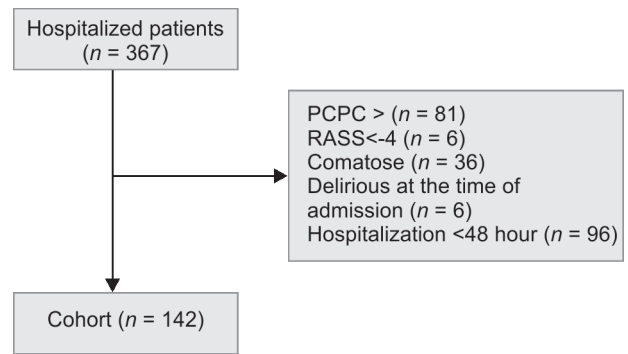 Hospitalized patients
(n = 367)
PCPC > (n = 81)
RASS<-4 (n = 6)
Comatose (n = 36)
Delirious at the time of
admission (n = 6)
Hospitalization <48 hour (n = 96)
Cohort (n = 142)